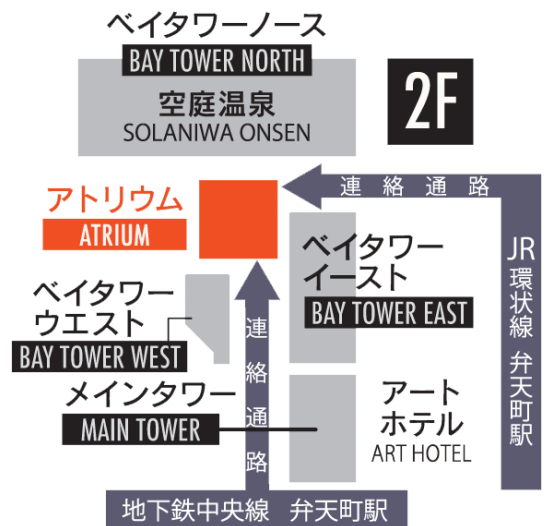 ベイタワーノース
BAY TOWER NORTH
空庭温泉
SOLANIWA ONSEN
2F
連絡通路
アトリウム
ATRIUM
ベイタワー
イースト
BAY TOWER EAST
JR環状線 弁天町駅
ベイタワー
ウエスト
BAY TOWER WEST
連絡通路
メインタワー
MAIN TOWER
アート
ホテル
ART HOTEL
地下鉄中央線 弁天町駅